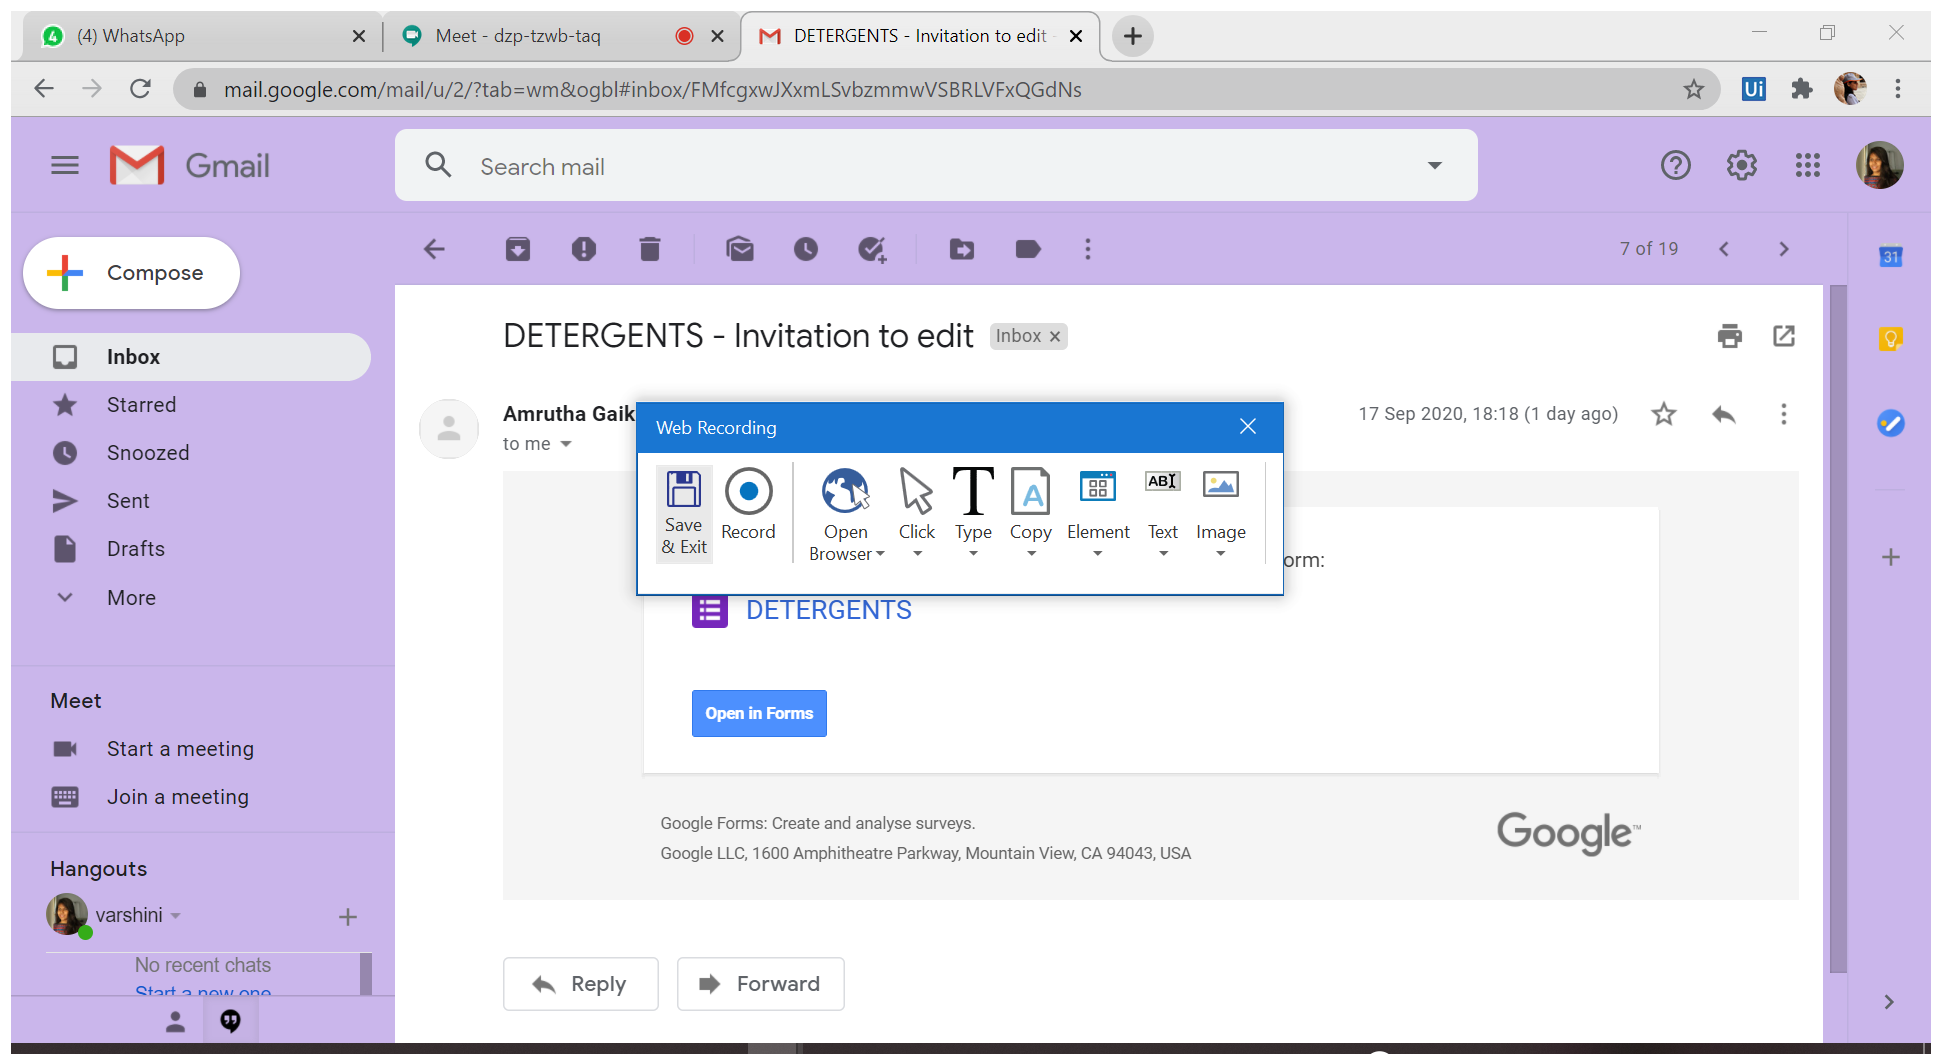 (4) WhatsApp
Meet - dzp-tzwb-taq
DETERGENTS - Invitation to edit
mail.google.com/mail/u/2/?tab=wm&ogbl#inbox/FMfcgxwJXxmLSvbzmmwVSBRLVFxQGdNs
Ui
Gmail
Search mail
Compose
7 of 19
31
Inbox
Starred
Snoozed
Sent
Drafts
More
DETERGENTS - Invitation to edit
Inbox
Amrutha Gaik
to me
17 Sep 2020, 18:18 (1 day ago)
Web Recording
Save & Exit
Record
Open Browser
Click
Type
Copy
Element
ABI
Text
Image
orm:
DETERGENTS
Open in Forms
Google Forms: Create and analyse surveys.
Google LLC, 1600 Amphitheatre Parkway, Mountain View, CA 94043, USA
Google™
Meet
Start a meeting
Join a meeting
Hangouts
varshini
No recent chats
Start a new one
Reply
Forward